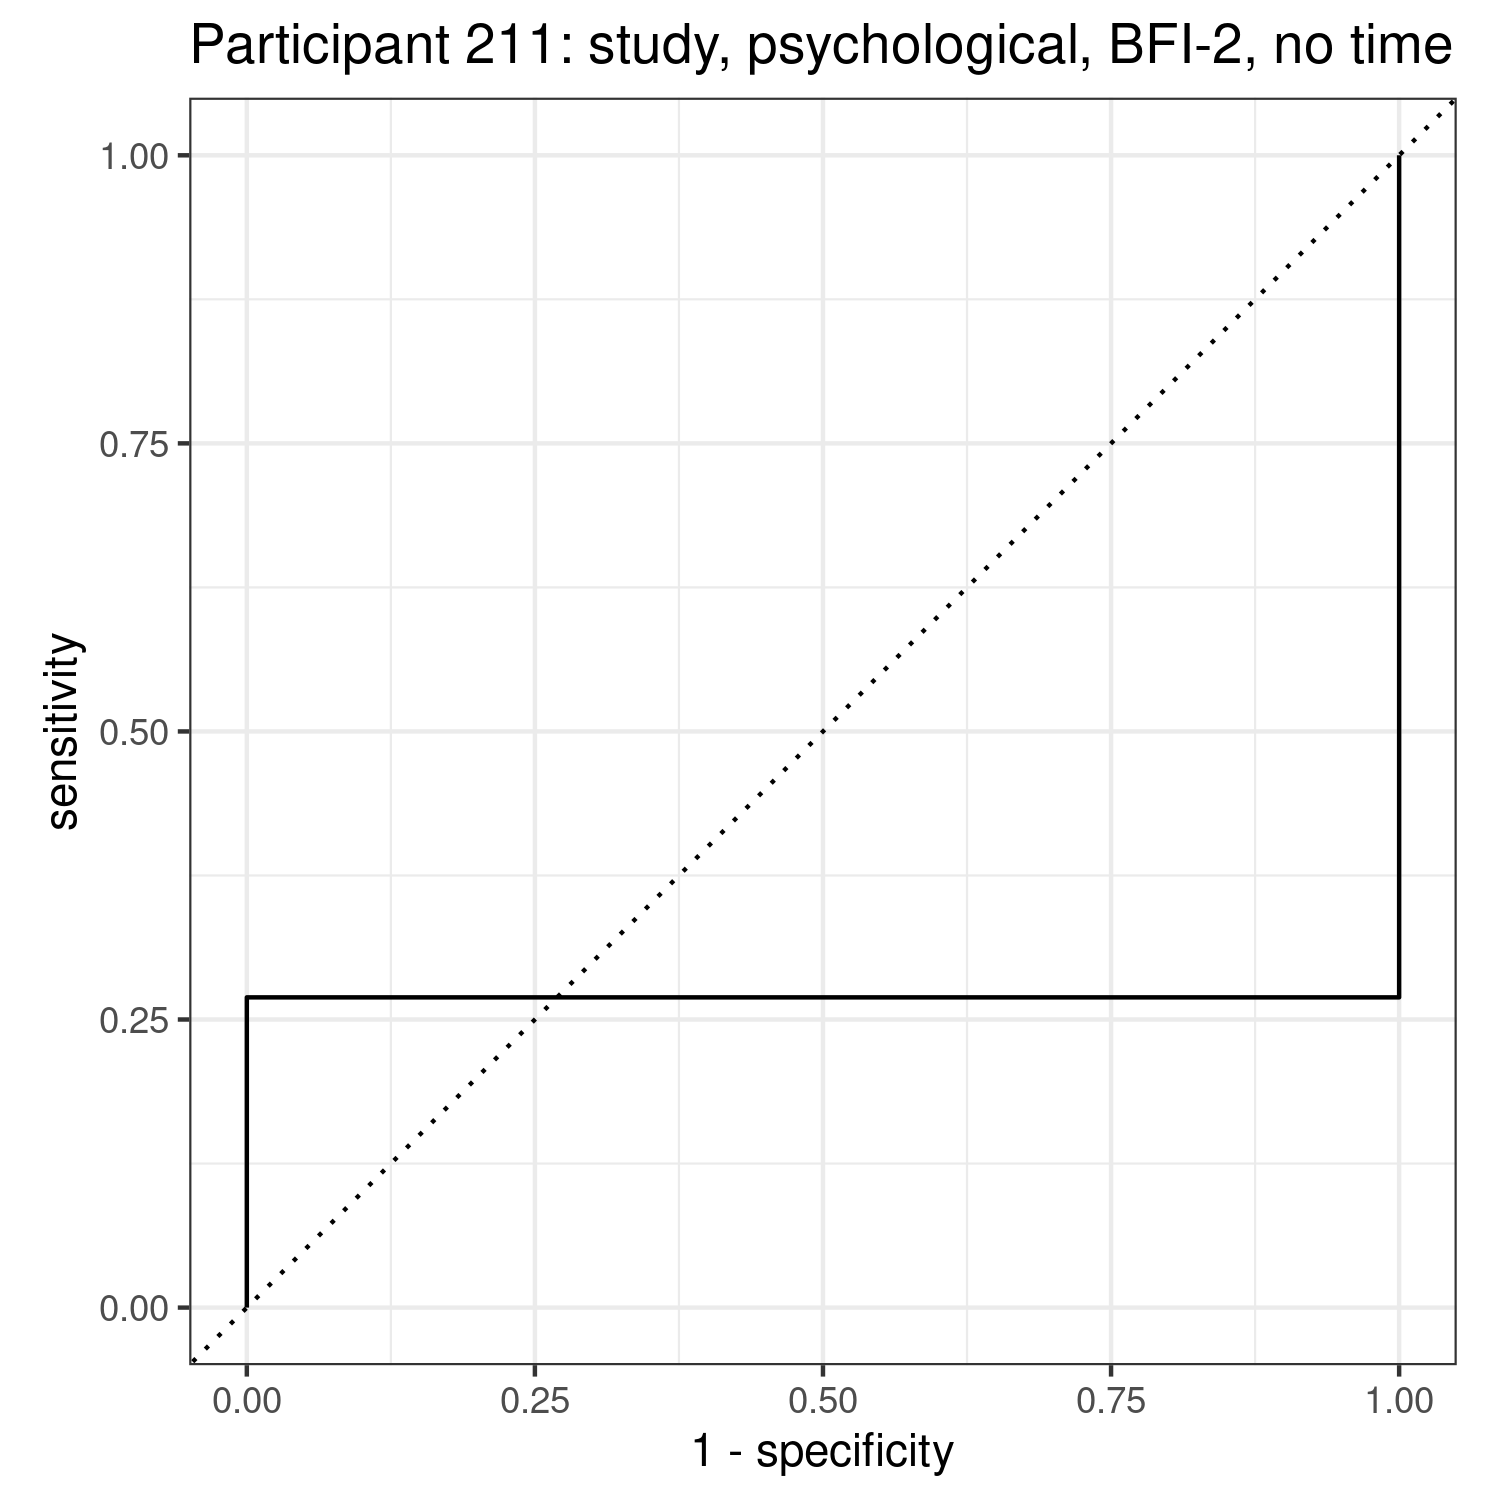 Participant 211: study, psychological, BFI-2, no time
1.00
0.75
0.50
0.25
0.00
sensitivity
0.00 0.25 0.50 0.75 1.00
1 - specificity